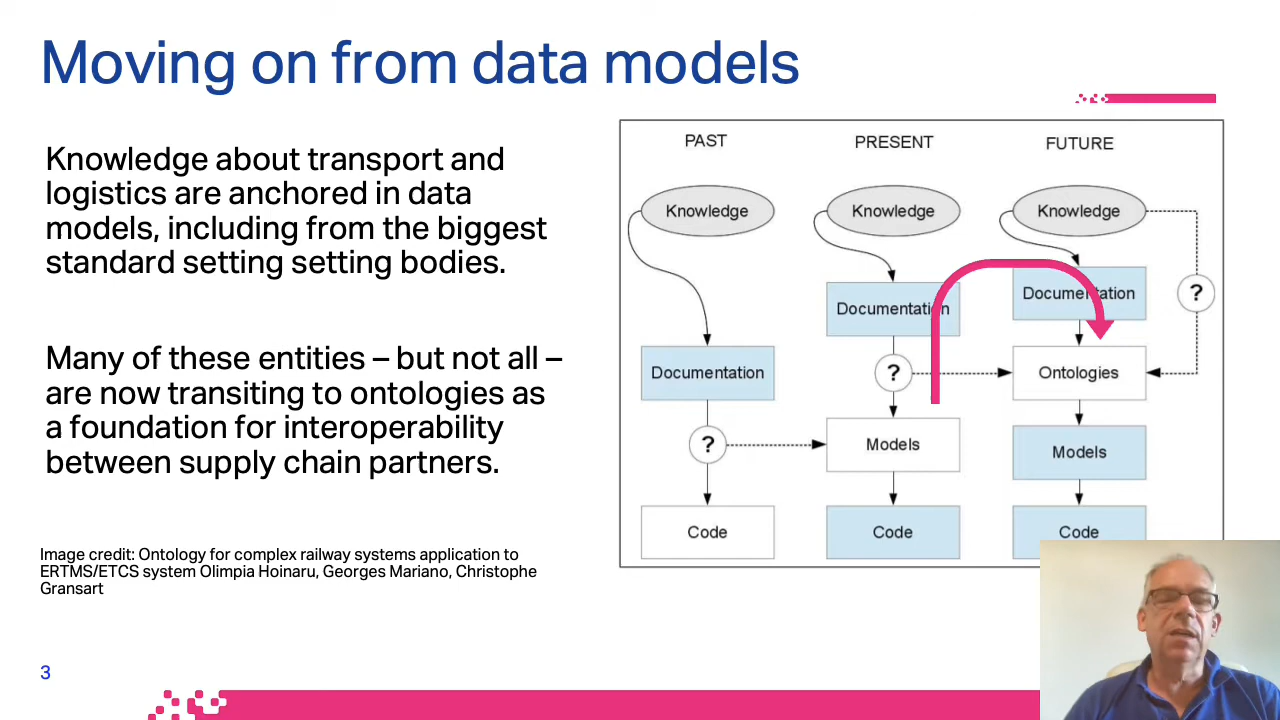 Moving on from data models
Knowledge about transport and
logistics are anchored in data
models, including from the biggest
standard setting setting bodies.
Many of these entities – but not all –
are now transiting to ontologies as
a foundation for interoperability
between supply chain partners.
Image credit: Ontology for complex railway systems application to
ERTMS/ETCS system Olimpia Hoinaru, Georges Mariano, Christophe
Gransart
3
PAST
Knowledge
Documentation
?
Code
PRESENT
Knowledge
Documentation
?
Models
Code
FUTURE
Knowledge
?
Documentation
Ontologies
Models
Code